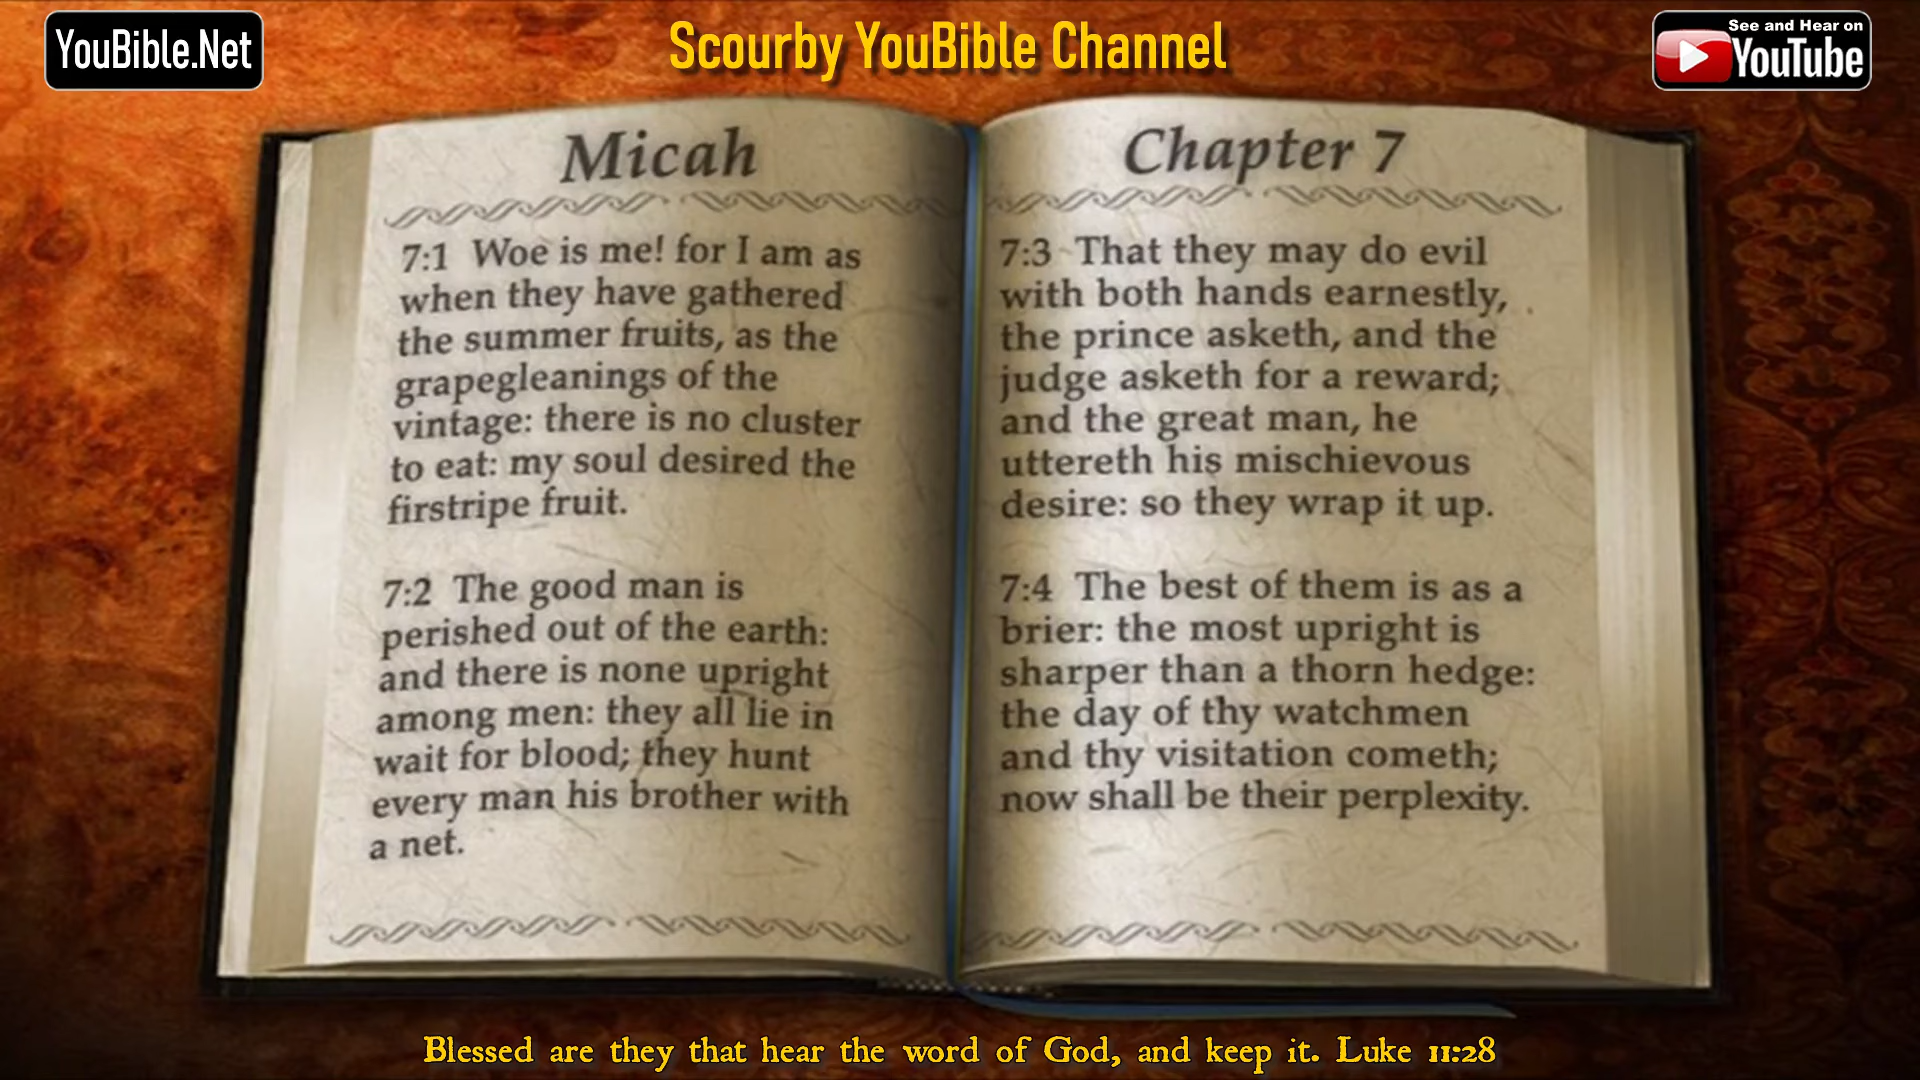 YouBible.Net
Scourby YouBible Channel
See and Hear on
YouTube
Micah
7:1 Woe is me! for I am as
when they have gathered
the summer fruits, as the
grapegleanings of the
vintage: there is no cluster
to eat: my soul desired the
firstripe fruit.
7:2 The good man is
perished out of the earth:
and there is none upright
among men: they all lie in
wait for blood; they hunt
every man his brother with
a net.
Chapter 7
7:3 That they may do evil
with both hands earnestly,
the prince asketh, and the
judge asketh for a reward;
and the great man, he
uttereth his mischievous
desire: so they wrap it up.
7:4 The best of them is as a
brier: the most upright is
sharper than a thorn hedge:
the day of thy watchmen
and thy visitation cometh;
now shall be their perplexity.
Blessed are they that hear the word of God, and keep it. Luke 11:28